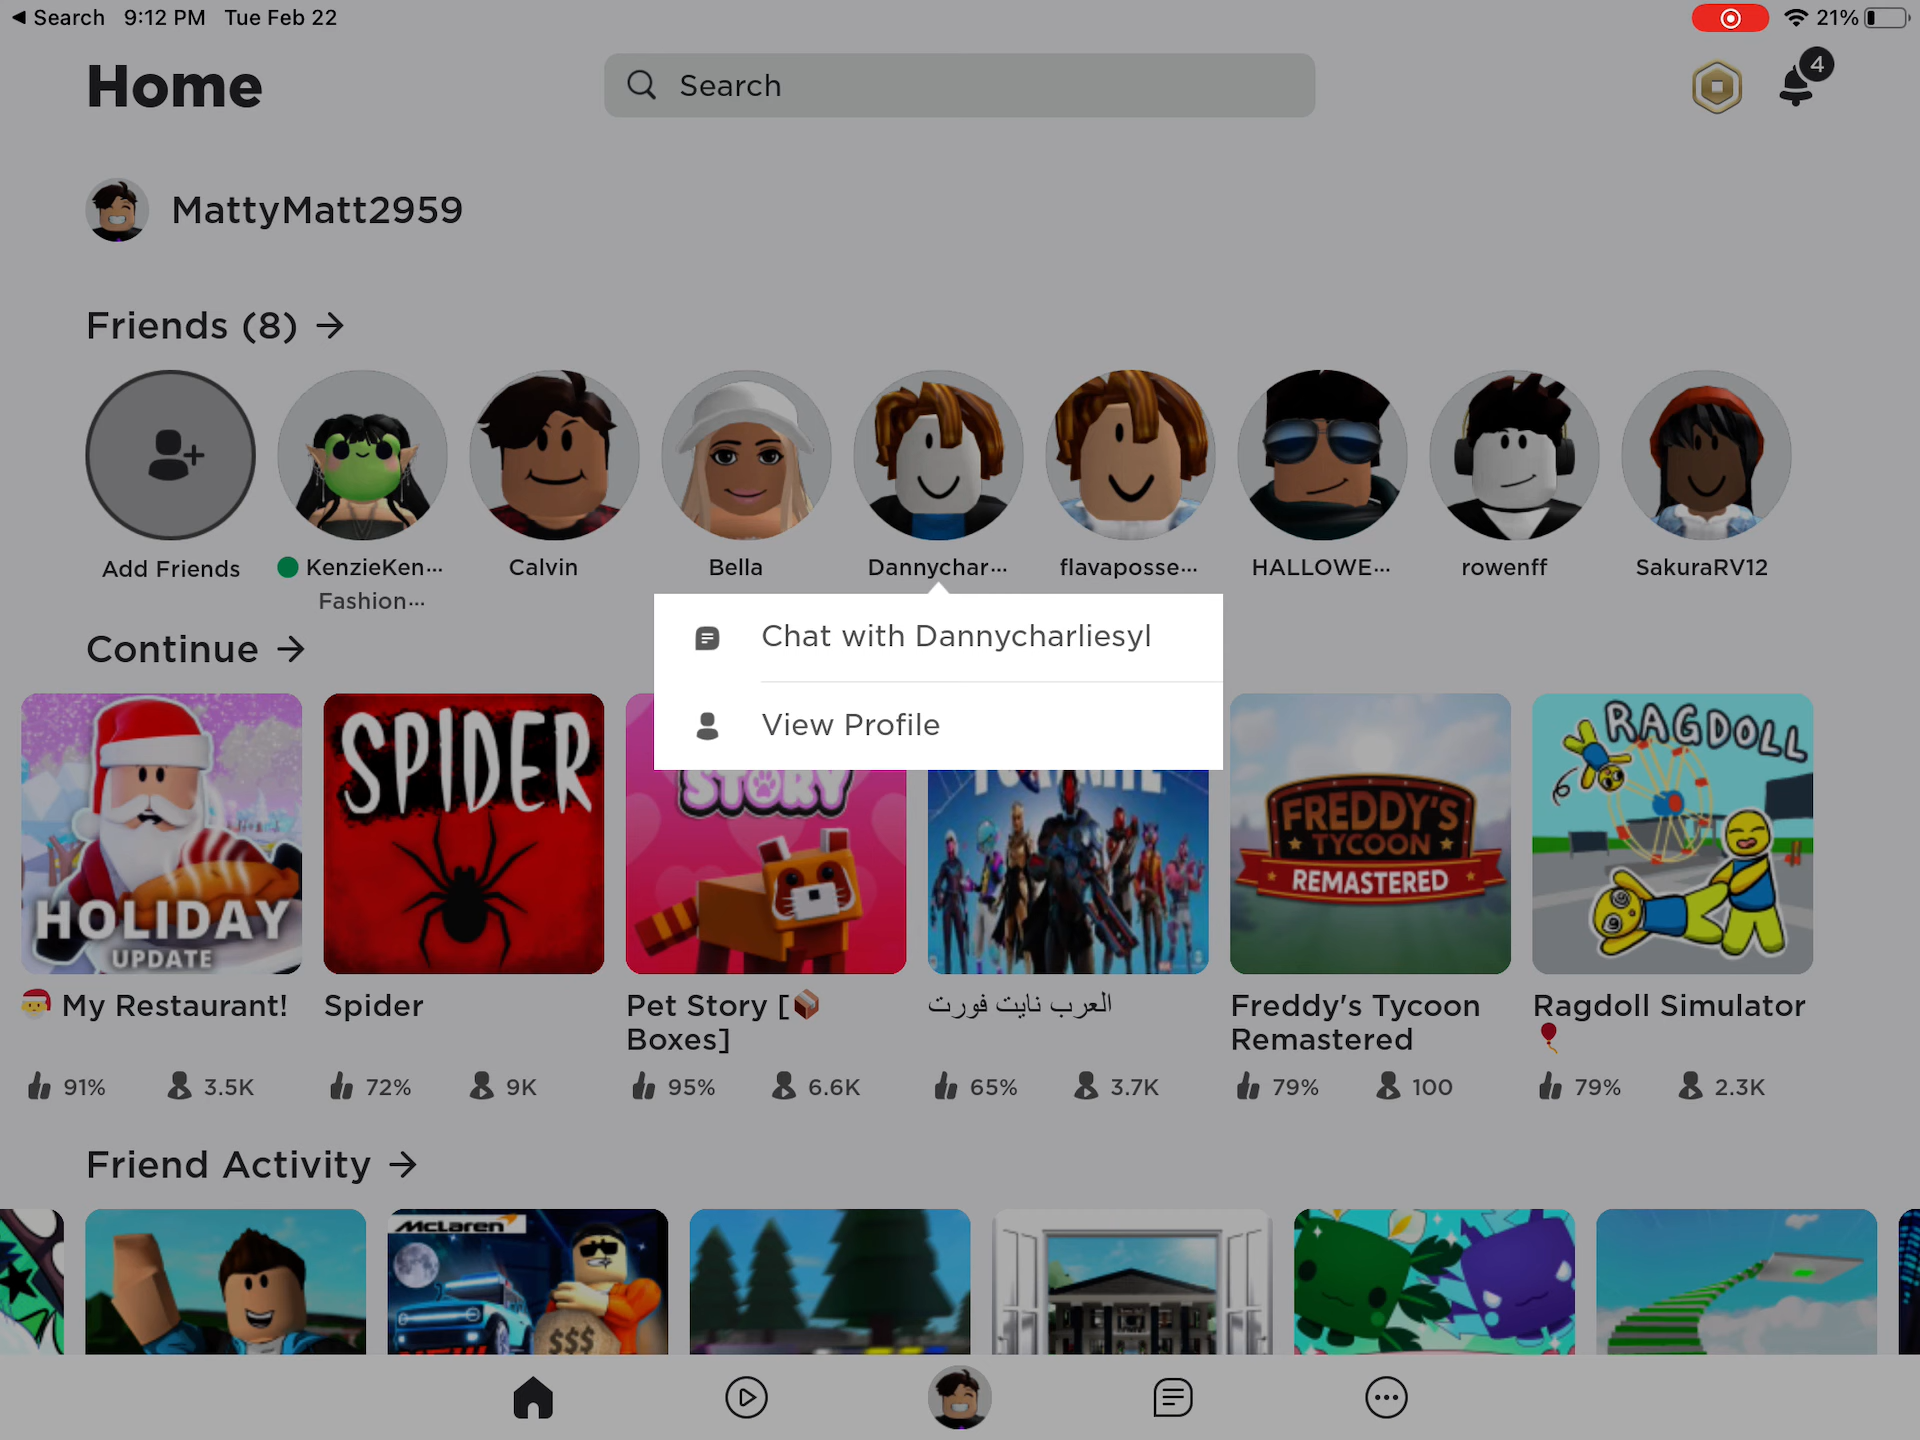 ◀ Search 9:12 PM Tue Feb 22 21%
Home
Search
4
MattyMatt2959
Friends (8) →
Add Friends
KenzieKen...
Fashion...
Calvin
Bella
Dannychar...
flavaposse...
HALLOWE...
rowenff
SakuraRV12
Chat with Dannycharliesyl
View Profile
Continue →
HOLIDAY
UPDATE
SPIDER
STORY
FREDDY'S
TYCOON
REMASTERED
RAGDOLL
🎅 My Restaurant!
91% 3.5K
Spider
72% 9K
Pet Story [📦
Boxes]
95% 6.6K
العرب نايت فورت
65% 3.7K
Freddy's Tycoon
Remastered
79% 100
Ragdoll Simulator
🎈
79% 2.3K
Friend Activity →
McLaren
$$$